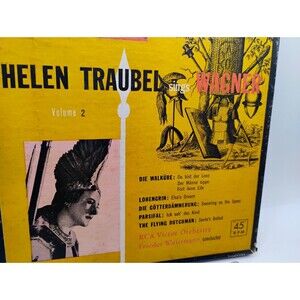 HELEN TRAUBEL sings WAGNER
Volume 2
DIE WALKÜRE: Du bist der Lenz
Der Männer Sippe
Fort denn Eile
LOHENGRIN: Elsa's Dream
DIE GÖTTERDÄMMERUNG:
PARSIFAL: Ich sah' das Kind
THE FLYING DUTCHMAN: Senta's Ballad
RCA Victor Orchestra
Frieder Weissmann conductor
45
RPM